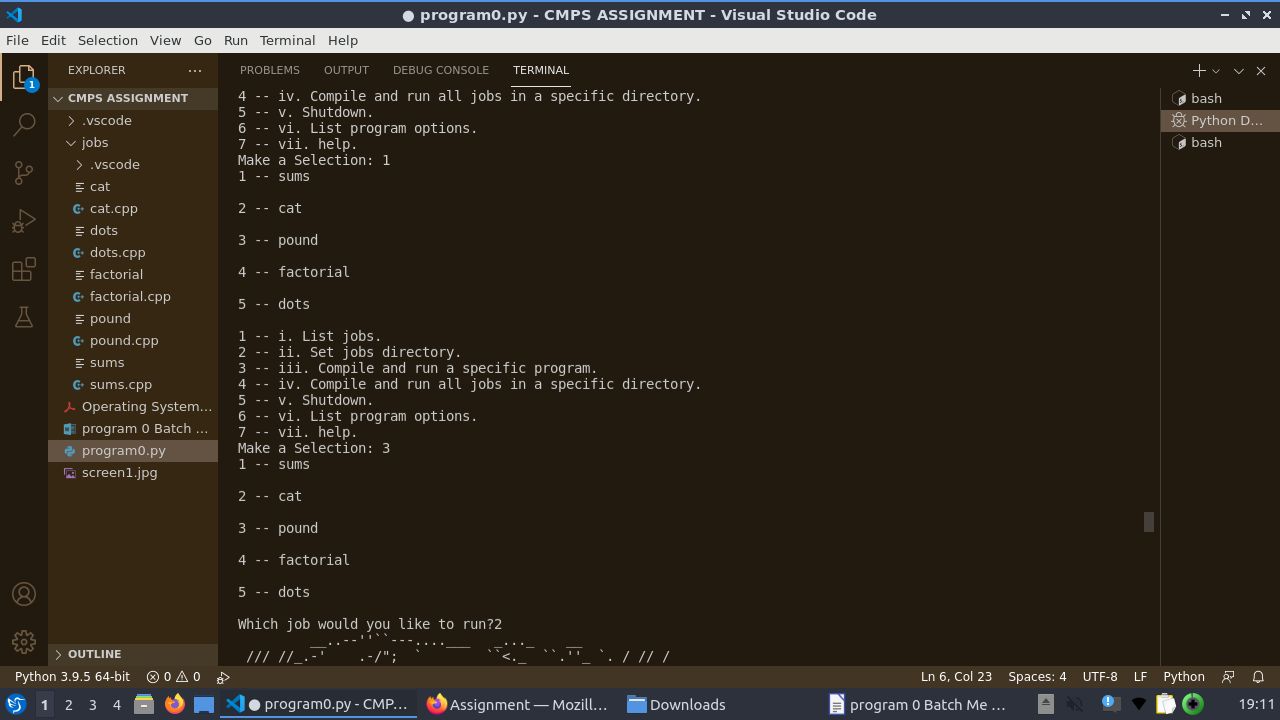 ● program0.py - CMPS ASSIGNMENT - Visual Studio Code
File Edit Selection View Go Run Terminal Help
EXPLORER
PROBLEMS OUTPUT DEBUG CONSOLE TERMINAL
1
CMPS ASSIGNMENT
.vscode
jobs
.vscode
cat
cat.cpp
dots
dots.cpp
factorial
factorial.cpp
pound
pound.cpp
sums
sums.cpp
Operating System...
program 0 Batch ...
program0.py
screen1.jpg
OUTLINE
4 -- iv. Compile and run all jobs in a specific directory.
5 -- v. Shutdown.
6 -- vi. List program options.
7 -- vii. help.
Make a Selection: 1
1 -- sums
2 -- cat
3 -- pound
4 -- factorial
5 -- dots
1 -- i. List jobs.
2 -- ii. Set jobs directory.
3 -- iii. Compile and run a specific program.
4 -- iv. Compile and run all jobs in a specific directory.
5 -- v. Shutdown.
6 -- vi. List program options.
7 -- vii. help.
Make a Selection: 3
1 -- sums
2 -- cat
3 -- pound
4 -- factorial
5 -- dots
Which job would you like to run?2
__..--''``---....___   _..._    __
/// //_.-'    .-/";  `        ``<._  ``.''_ `. / // /
bash
Python D...
bash
Python 3.9.5 64-bit 0 0 Ln 6, Col 23 Spaces: 4 UTF-8 LF Python
1 2 3 4 ● program0.py - CMP... Assignment — Mozill... Downloads program 0 Batch Me ... 19:11